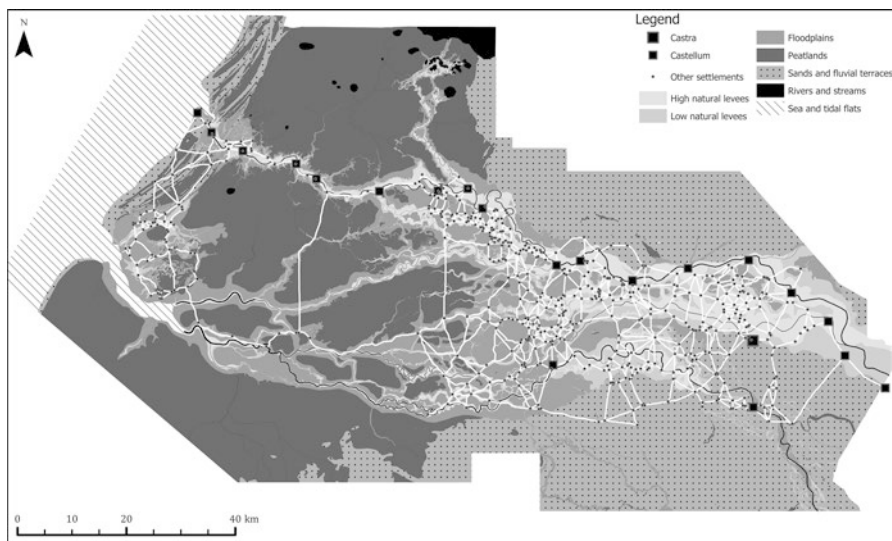 N
Legend
Castra
Castellum
Other settlements
High natural levees
Low natural levees
Floodplains
Peatlands
Sands and fluvial terraces
Rivers and streams
Sea and tidal flats
0 10 20 40 km